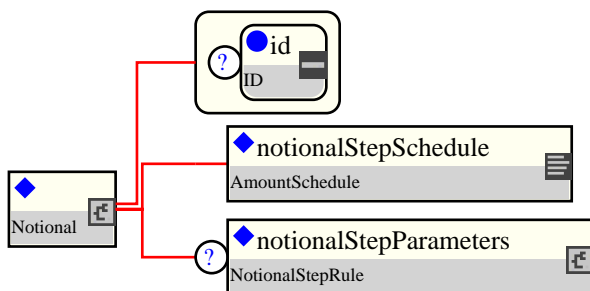 ?
id
ID
notionalStepSchedule
AmountSchedule
Notional
?
notionalStepParameters
NotionalStepRule